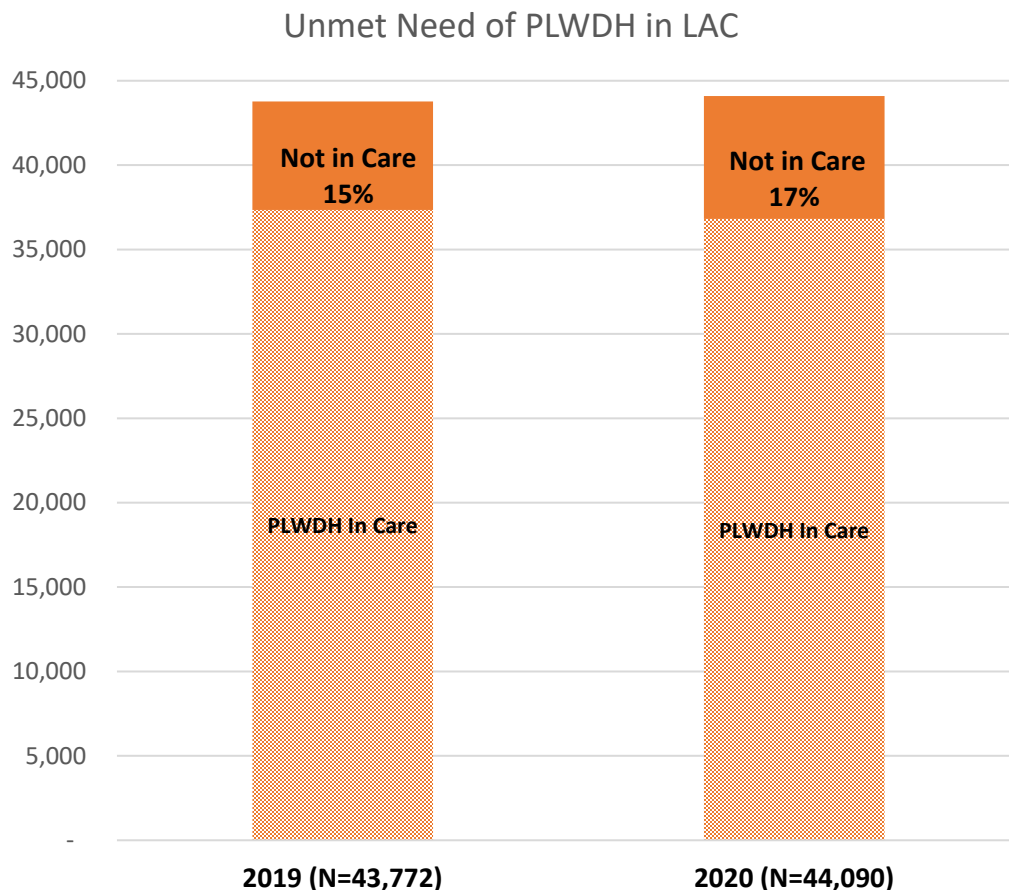 Unmet Need of PLWDH in LAC
45,000
40,000
35,000
30,000
25,000
20,000
15,000
10,000
5,000
-
Not in Care
15%
PLWDH In Care
Not in Care
17%
PLWDH In Care
2019 (N=43,772)
2020 (N=44,090)